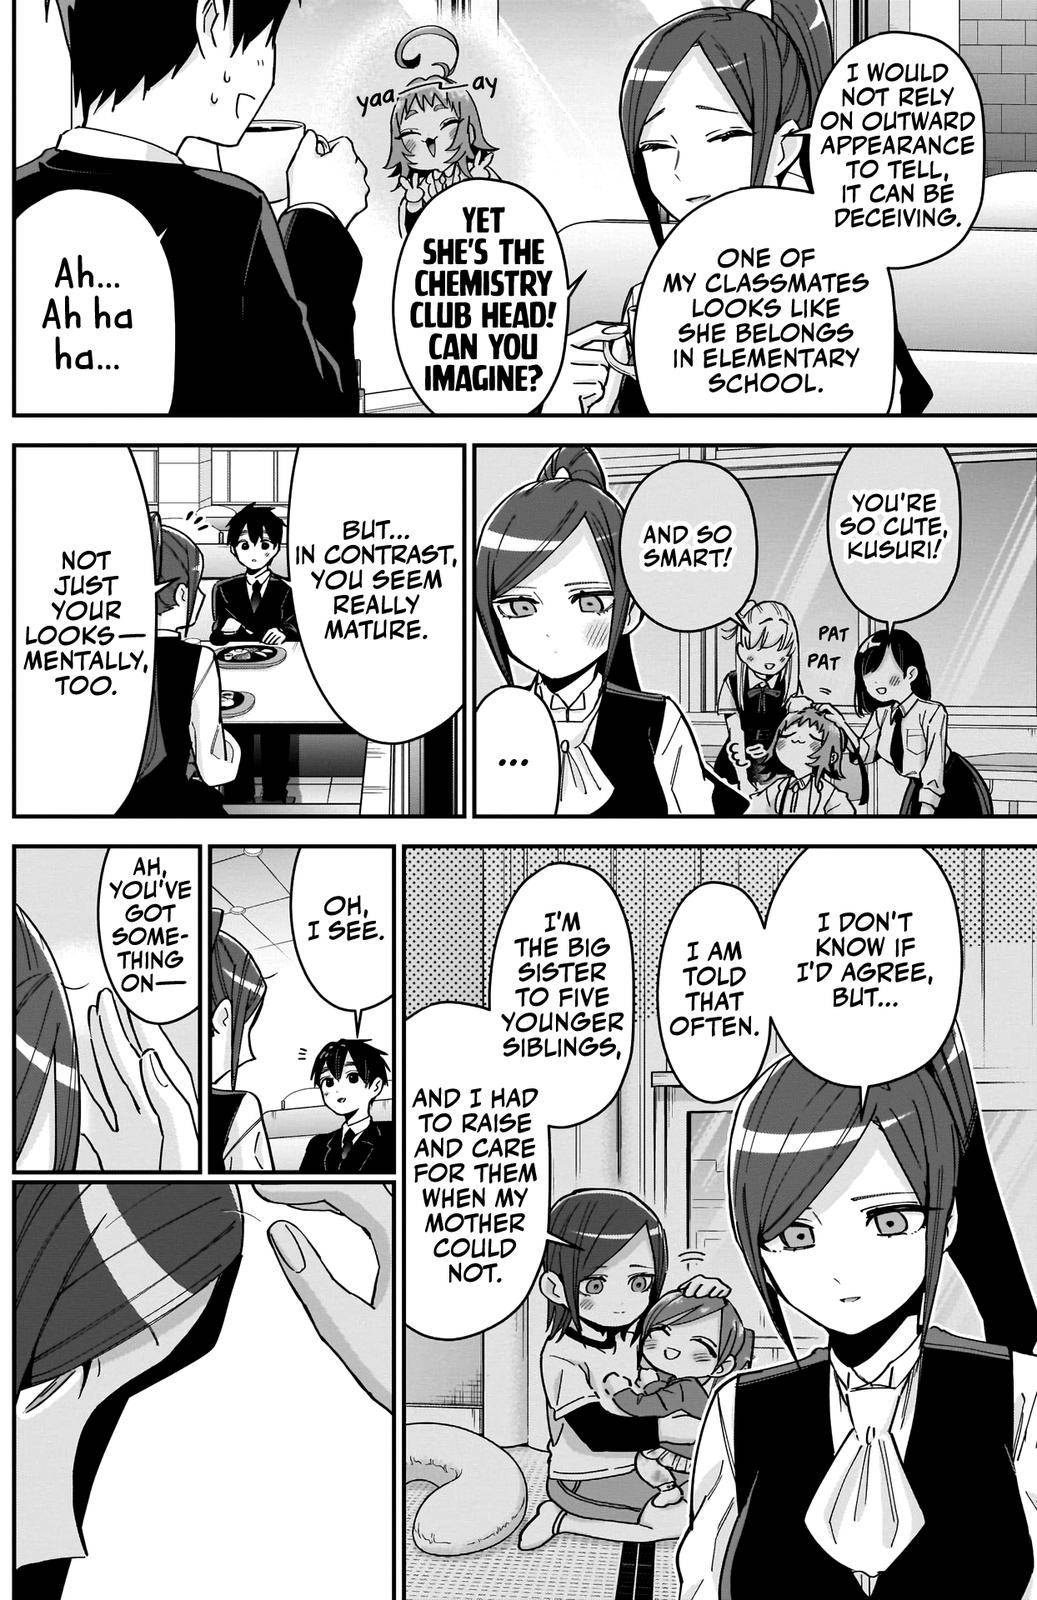 I WOULD
NOT RELY
ON OUTWARD
APPEARANCE
TO TELL,
IT CAN BE
DECEIVING.
ONE OF
MY CLASSMATES
LOOKS LIKE
SHE BELONGS
IN ELEMENTARY
SCHOOL.
yaa ay
YET
SHE'S THE
CHEMISTRY
CLUB HEAD!
CAN YOU
IMAGINE?
Ah...
Ah ha
ha...
YOU'RE
SO CUTE,
KUSURI!
AND SO
SMART!
PAT
PAT
...
BUT...
IN CONTRAST,
YOU SEEM
REALLY
MATURE.
NOT
JUST
YOUR
LOOKS—
MENTALLY,
TOO.
I DON'T
KNOW IF
I'D AGREE,
BUT...
I AM
TOLD
THAT
OFTEN.
I'M
THE BIG
SISTER
TO FIVE
YOUNGER
SIBLINGS,
AND I HAD
TO RAISE
AND CARE
FOR THEM
WHEN MY
MOTHER
COULD
NOT.
OH,
I SEE.
AH,
YOU'VE
GOT
SOME-
THING
ON—